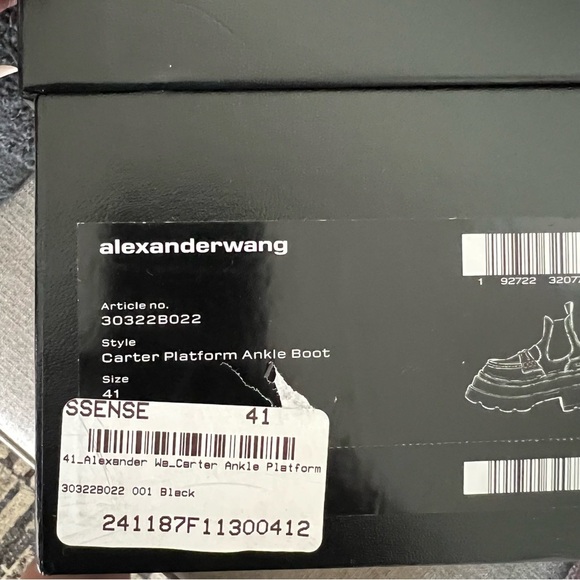 alexanderwang
Article no.
30322B022
Style
Carter Platform Ankle Boot
Size
41
1 92722 32077
SSENSE 41
41_Alexander Wa_Carter Ankle Platform
30322B022 001 Black
241187F11300412